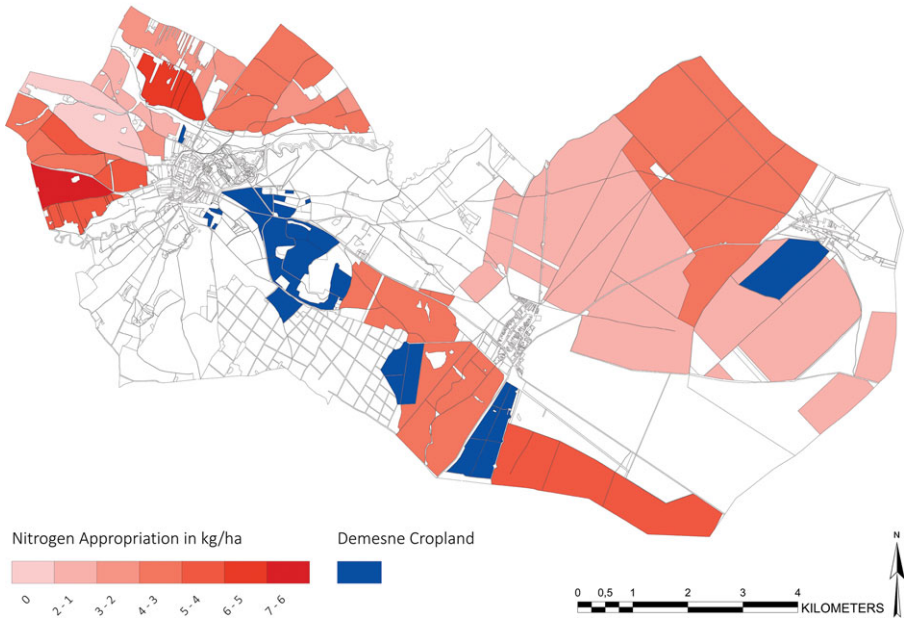 Nitrogen Appropriation in kg/ha
Demesne Cropland
0
2 - 1
3 - 2
4 - 3
5 - 4
6 - 5
7 - 6
N
0 0,5 1 2 3 4
KILOMETERS